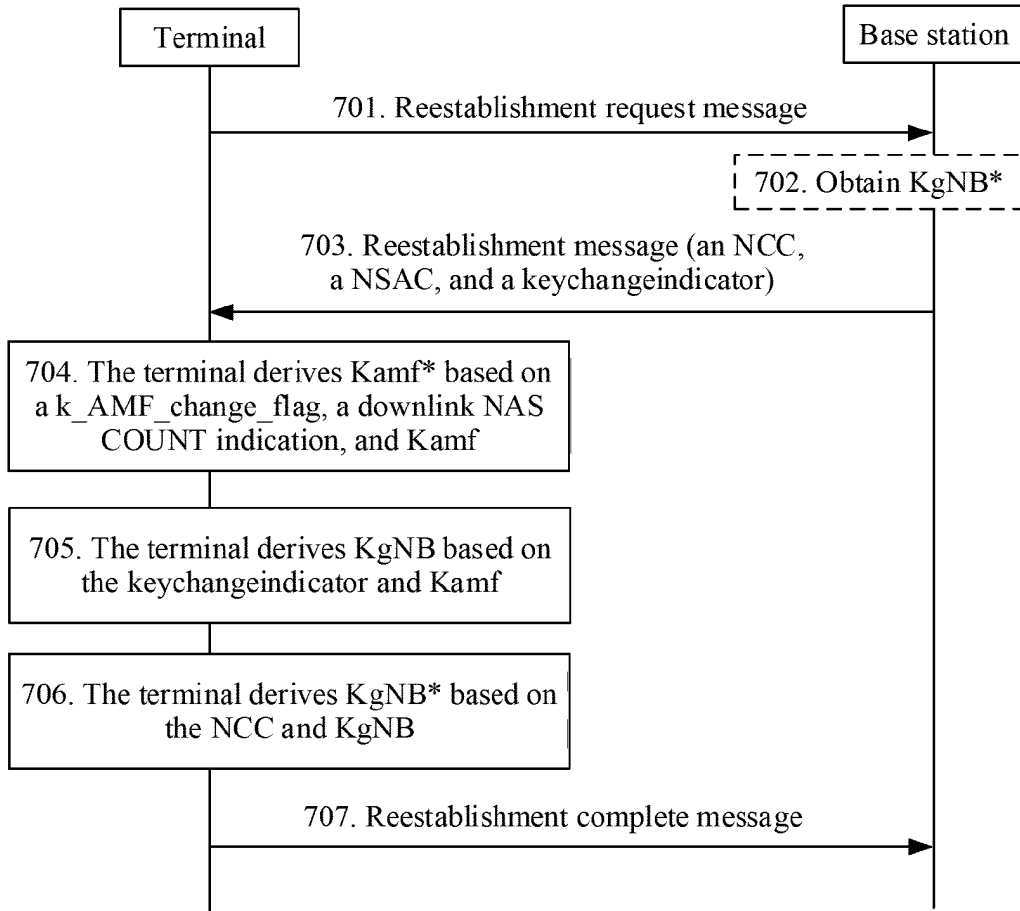 Terminal
Base station
701. Reestablishment request message
702. Obtain KgNB*
703. Reestablishment message (an NCC,
a NSAC, and a keychangeindicator)
704. The terminal derives Kamf* based on
a k_AMF_change_flag, a downlink NAS
COUNT indication, and Kamf
705. The terminal derives KgNB based on
the keychangeindicator and Kamf
706. The terminal derives KgNB* based on
the NCC and KgNB
707. Reestablishment complete message